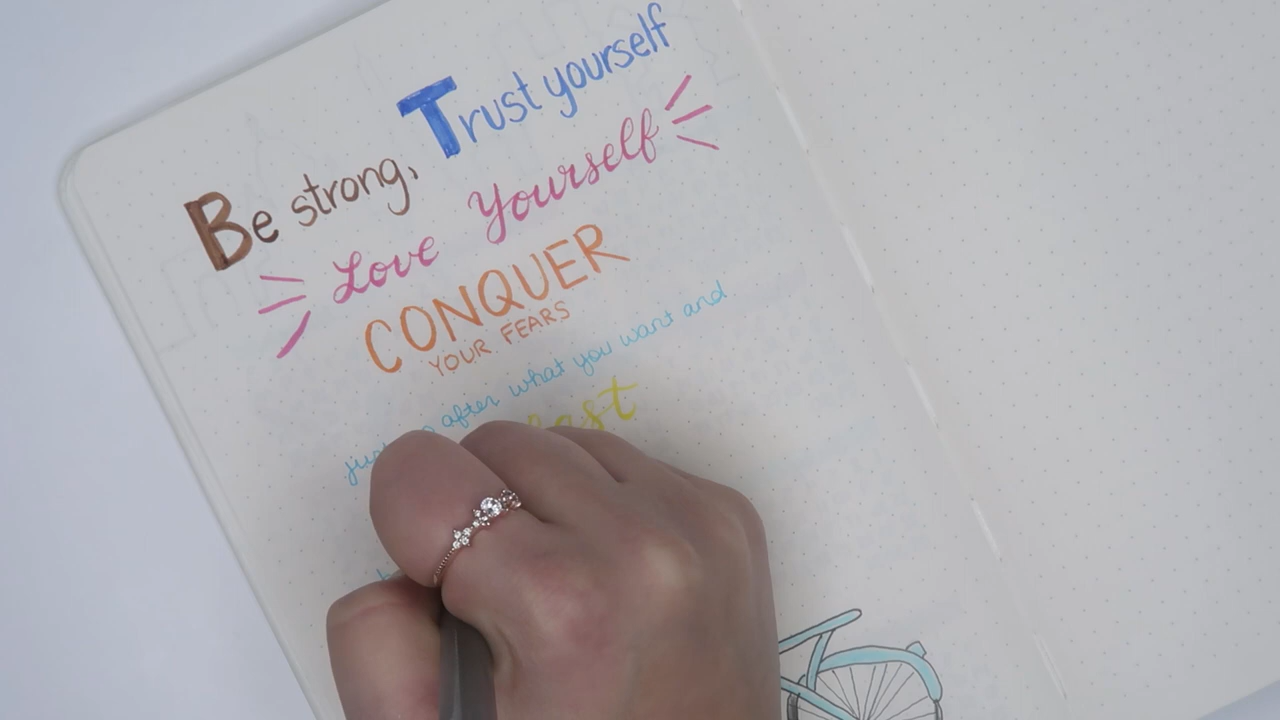 Be strong, Trust yourself
Love Yourself
CONQUER
YOUR FEARS
after what you want and